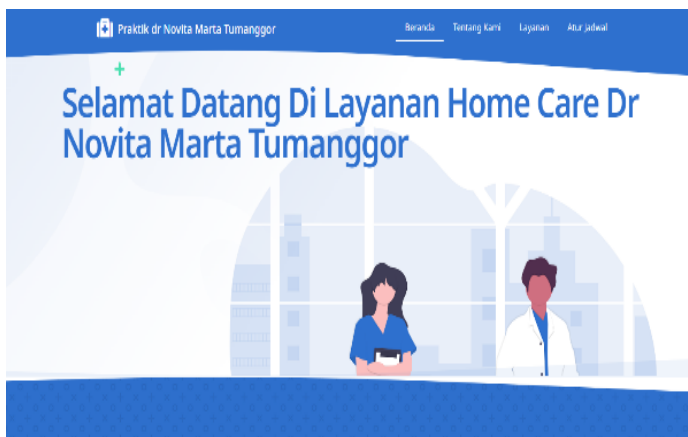 Praktik dr Novita Marta Tumanggor
Beranda Tentang Kami Layanan Atur Jadwal
Selamat Datang Di Layanan Home Care Dr
Novita Marta Tumanggor